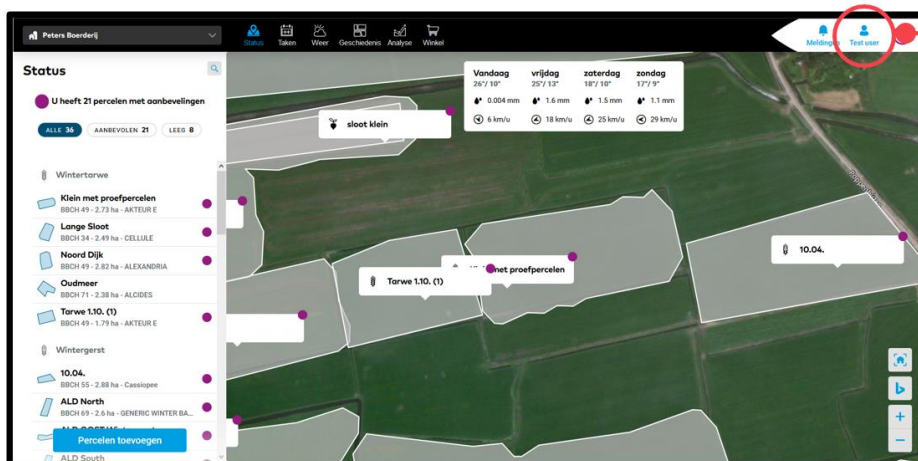 Peters Boerderij
Status
Taken
Weer
Geschiedenis
Analyse
Winkel
Meldingen
Test user
Status
U heeft 21 percelen met aanbevelingen
ALLE 36
AANBEVOLEN 21
LEEG 8
Wintertarwe
Klein met proefpercelen
BBCH 49 - 2.73 ha - AKTEUR E
Lange Sloot
BBCH 34 - 2.49 ha - CELLULE
Noord Dijk
BBCH 49 - 2.82 ha - ALEXANDRIA
Oudmeer
BBCH 71 - 2.38 ha - ALCIDES
Tarwe 1.10. (1)
BBCH 49 - 1.79 ha - AKTEUR E
Wintergerst
10.04.
BBCH 55 - 2.88 ha - Cassiopee
ALD North
BBCH 69 - 2.6 ha - GENERIC WINTER BA...
Percelen toevoegen
ALD South
sloot klein
Vandaag vrijdag zaterdag zondag
26°/ 10° 25°/ 13° 18°/ 10° 17°/ 9°
0.004 mm 1.6 mm 1.5 mm 1.1 mm
6 km/u 18 km/u 25 km/u 29 km/u
met proefpercelen
Tarwe 1.10. (1)
10.04.